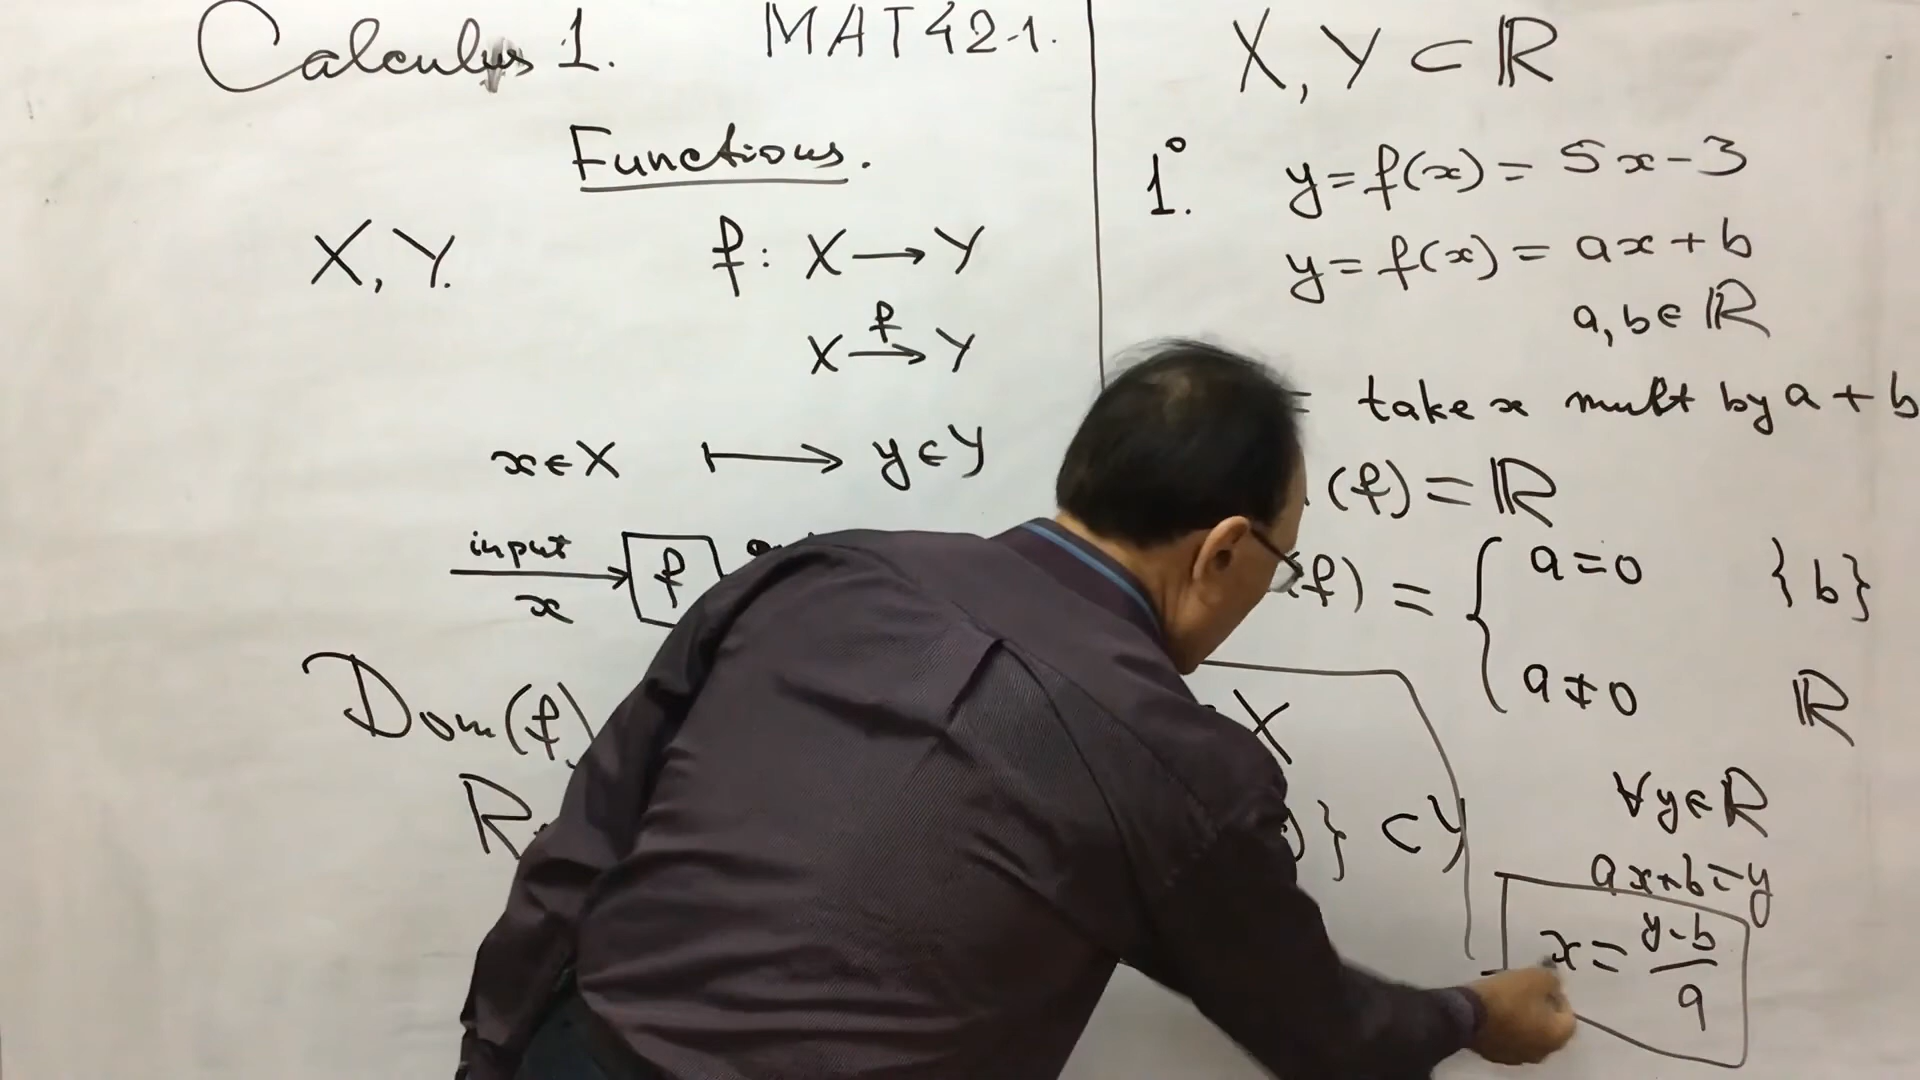 Calculus 1. MAT421.
Functions.
X, Y. f: X → Y
X →f Y
x∈X ↦ y∈Y
input
x
f
Dom(f)
X
} ⊂ Y
X, Y ⊂ ℝ
1°. y = f(x) = 5x - 3
y = f(x) = ax + b
a, b ∈ ℝ
= take x mult by a + b
(f) = ℝ
(f) = { a = 0 {b}
a ≠ 0 ℝ
∀y∈ℝ
ax+b=y
x = y-b
a